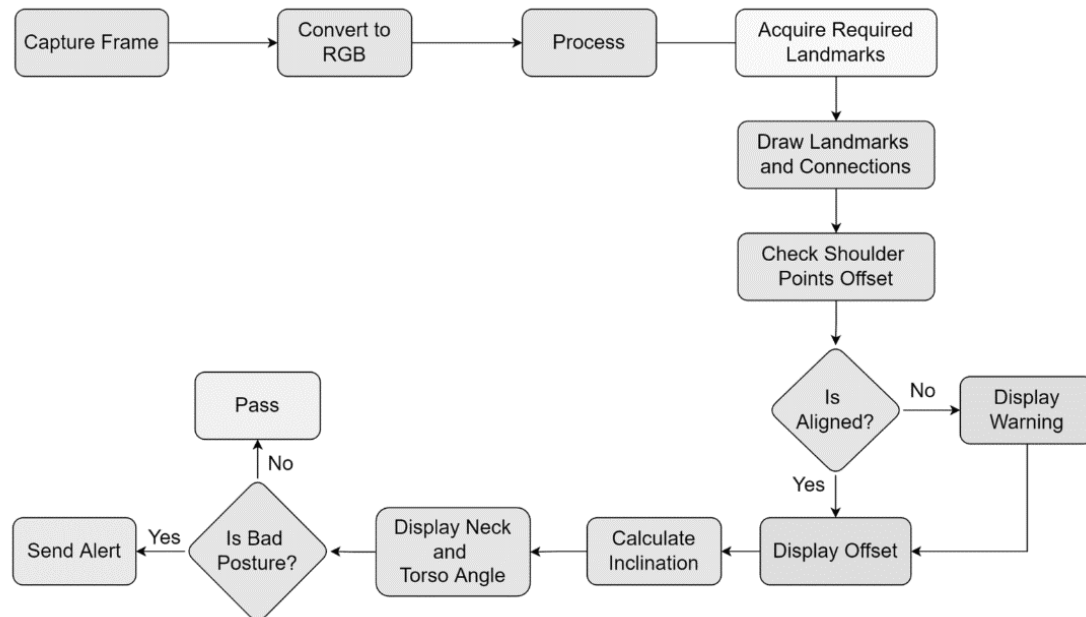 Capture Frame
Convert to
RGB
Process
Acquire Required
Landmarks
Draw Landmarks
and Connections
Check Shoulder
Points Offset
Is
Aligned?
No
Display
Warning
Yes
Display Offset
Calculate
Inclination
Display Neck
and
Torso Angle
Is Bad
Posture?
No
Pass
Yes
Send Alert